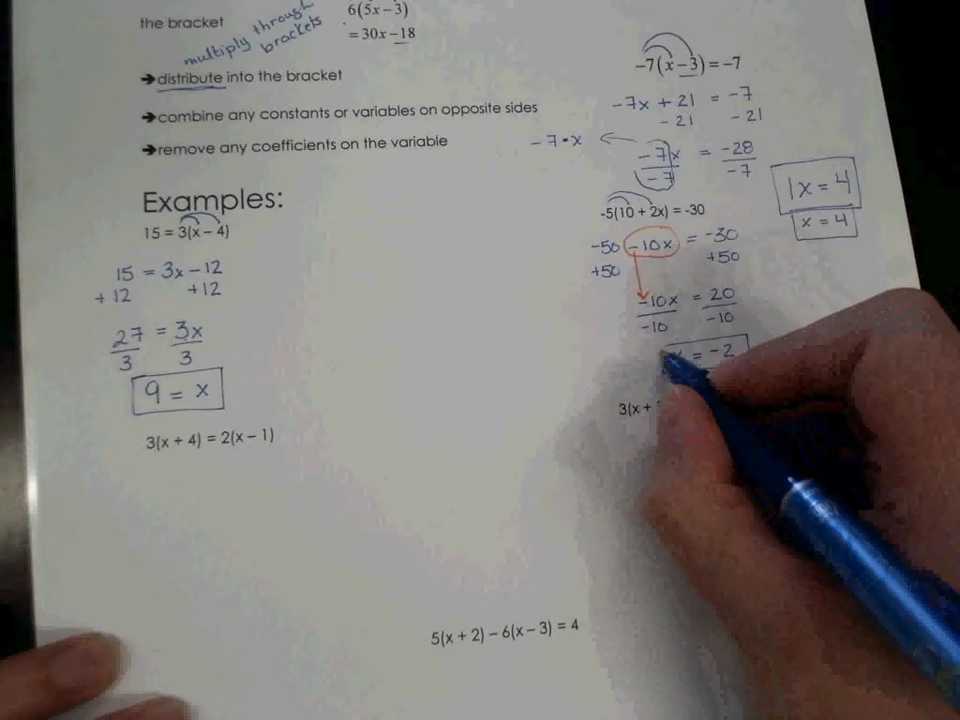 the bracket
multiply through
brackets
6(5x−3)
= 30x−18
➔distribute into the bracket
➔combine any constants or variables on opposite sides
➔remove any coefficients on the variable
−7(x−3) = −7
−7x + 21 = −7
− 21 − 21
−7 • x
−7x = −28
−7 −7
1x = 4
x = 4
Examples:
15 = 3(x − 4)
15 = 3x − 12
+ 12 +12
27 = 3x
3 3
9 = x
-5(10 + 2x) = -30
−50 −10x = −30
+50 +50
−10x = 20
−10 −10
= −2
3(x + 4) = 2(x − 1)
3(x +
5(x + 2) − 6(x − 3) = 4